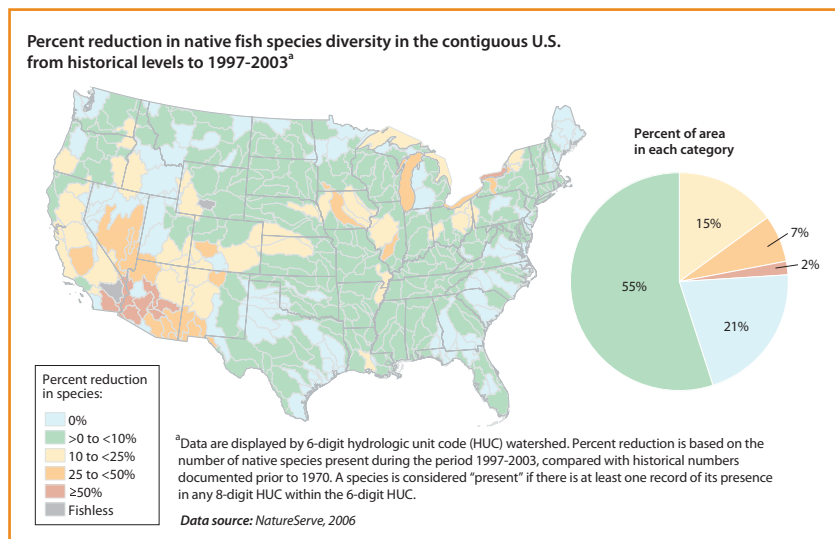 Percent reduction in native fish species diversity in the contiguous U.S.
from historical levels to 1997-2003a
Percent of area
in each category
15%
7%
2%
55%
21%
Percent reduction
in species:
0%
>0 to <10%
10 to <25%
25 to <50%
≥50%
Fishless
aData are displayed by 6-digit hydrologic unit code (HUC) watershed. Percent reduction is based on the
number of native species present during the period 1997-2003, compared with historical numbers
documented prior to 1970. A species is considered “present” if there is at least one record of its presence
in any 8-digit HUC within the 6-digit HUC.
Data source: NatureServe, 2006